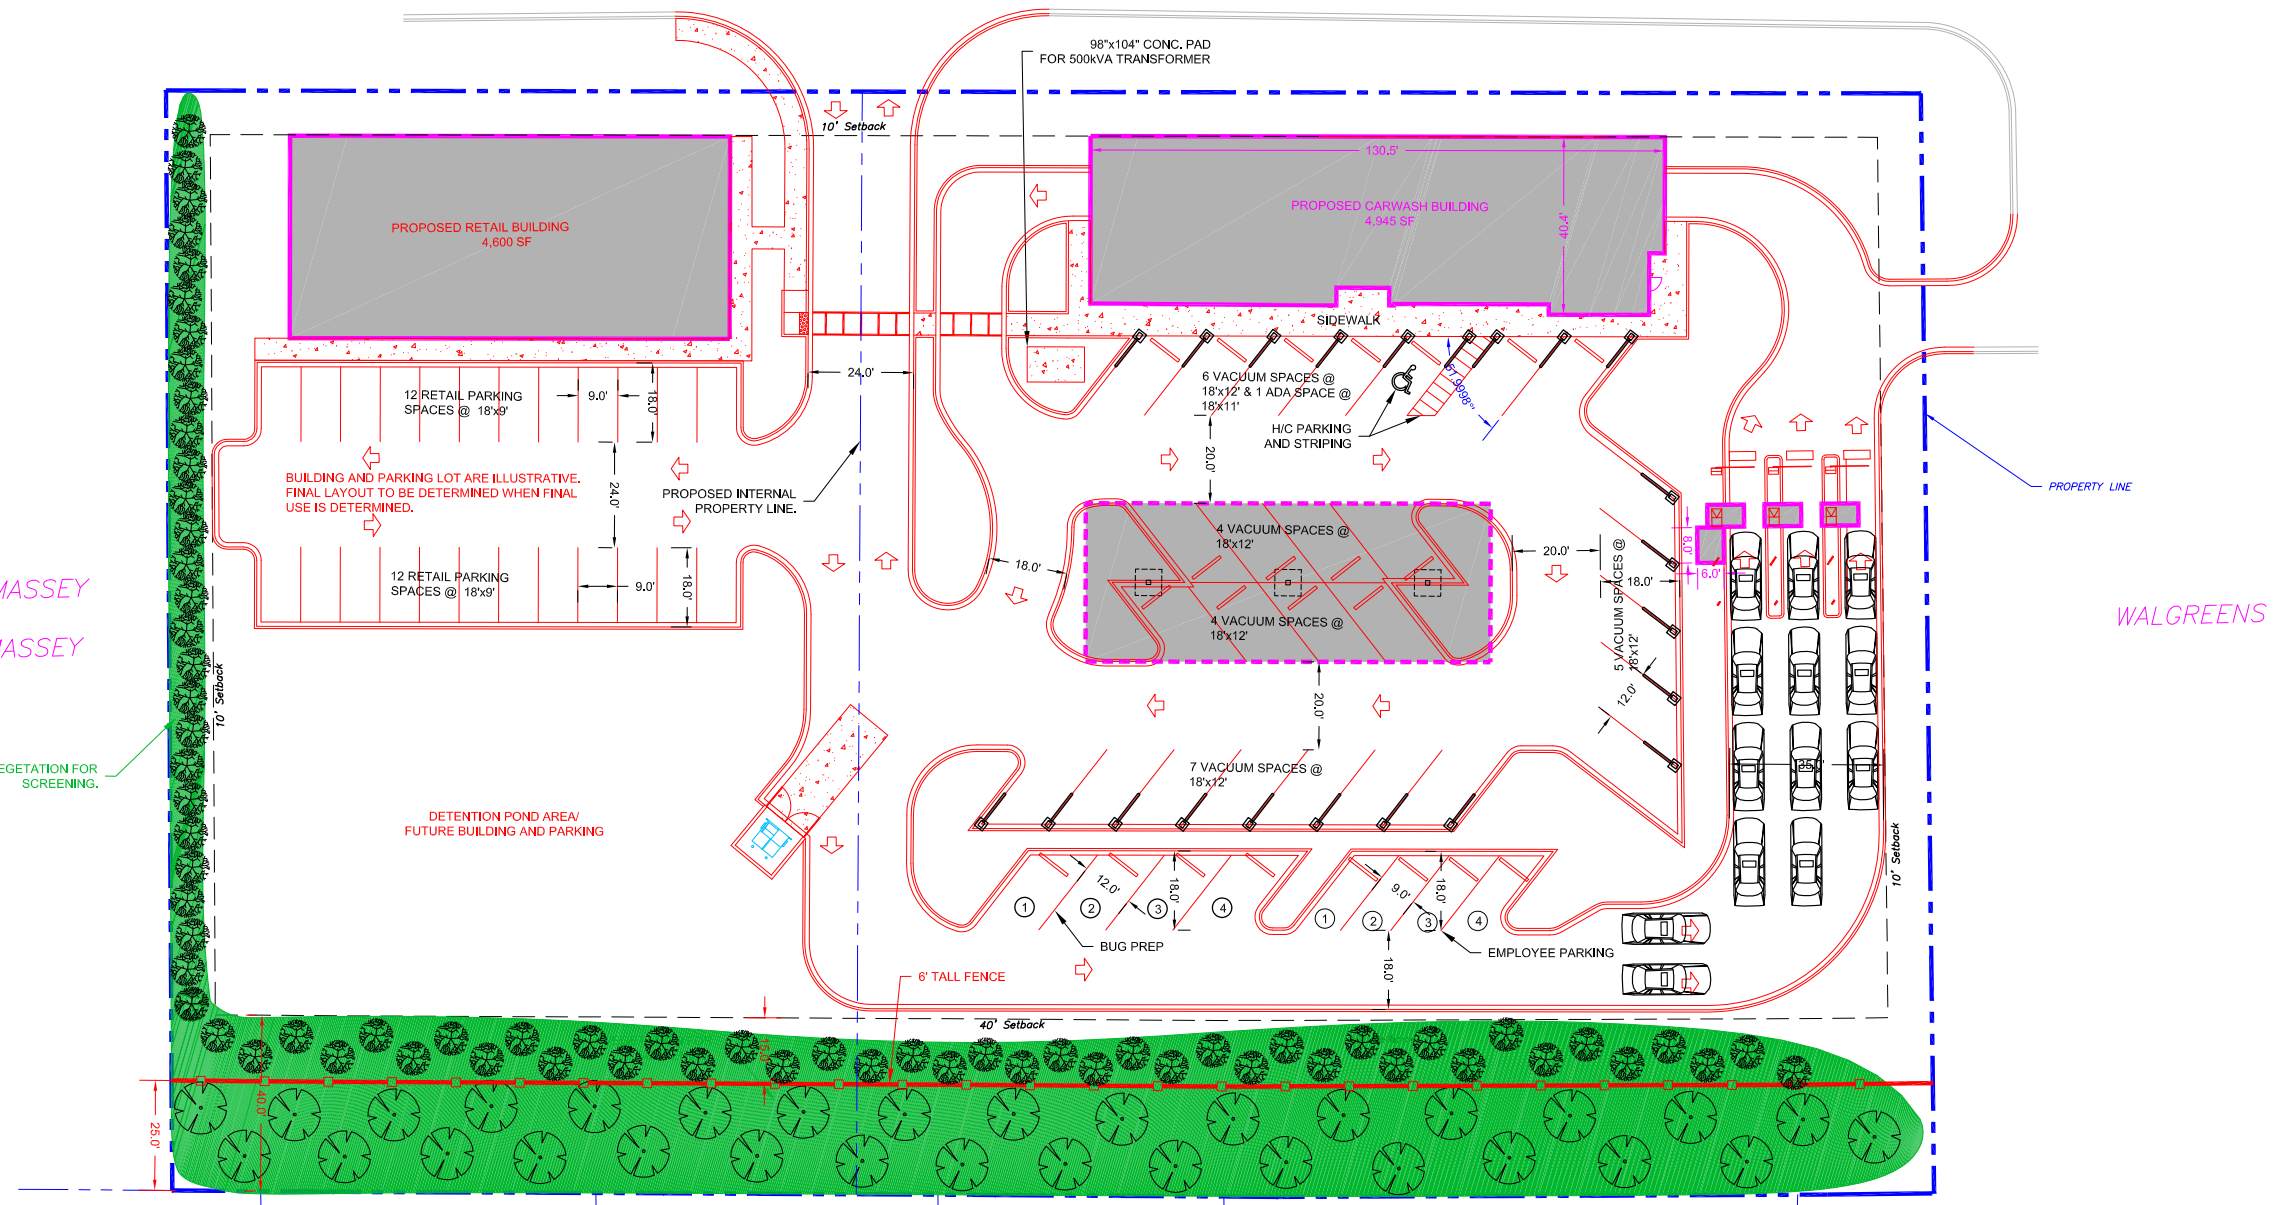 98"x104" CONC. PAD
FOR 500kVA TRANSFORMER
10' Setback
130.5'
40.4'
PROPOSED RETAIL BUILDING
4,600 SF
PROPOSED CARWASH BUILDING
4,945 SF
SIDEWALK
24.0'
6 VACUUM SPACES @
18'x12' & 1 ADA SPACE @
18'x11'
57.9998°
12 RETAIL PARKING
SPACES @ 18'x9'
9.0'
18.0'
H/C PARKING
AND STRIPING
20.0'
BUILDING AND PARKING LOT ARE ILLUSTRATIVE.
FINAL LAYOUT TO BE DETERMINED WHEN FINAL
USE IS DETERMINED.
24.0'
PROPOSED INTERNAL
PROPERTY LINE.
PROPERTY LINE
4 VACUUM SPACES @
18'x12'
18.0'
20.0'
8.0'
6.0'
18.0'
5 VACUUM SPACES @
18'x12'
12.0'
12 RETAIL PARKING
SPACES @ 18'x9'
9.0'
18.0'
MASSEY
MASSEY
WALGREENS
4 VACUUM SPACES @
18'x12'
10' Setback
20.0'
EGETATION FOR
SCREENING.
7 VACUUM SPACES @
18'x12'
DETENTION POND AREA/
FUTURE BUILDING AND PARKING
10' Setback
12.0'
18.0'
9.0'
18.0'
1
2
3
4
1
2
3
4
BUG PREP
EMPLOYEE PARKING
18.0'
6' TALL FENCE
40' Setback
15.0'
40.0'
25.0'